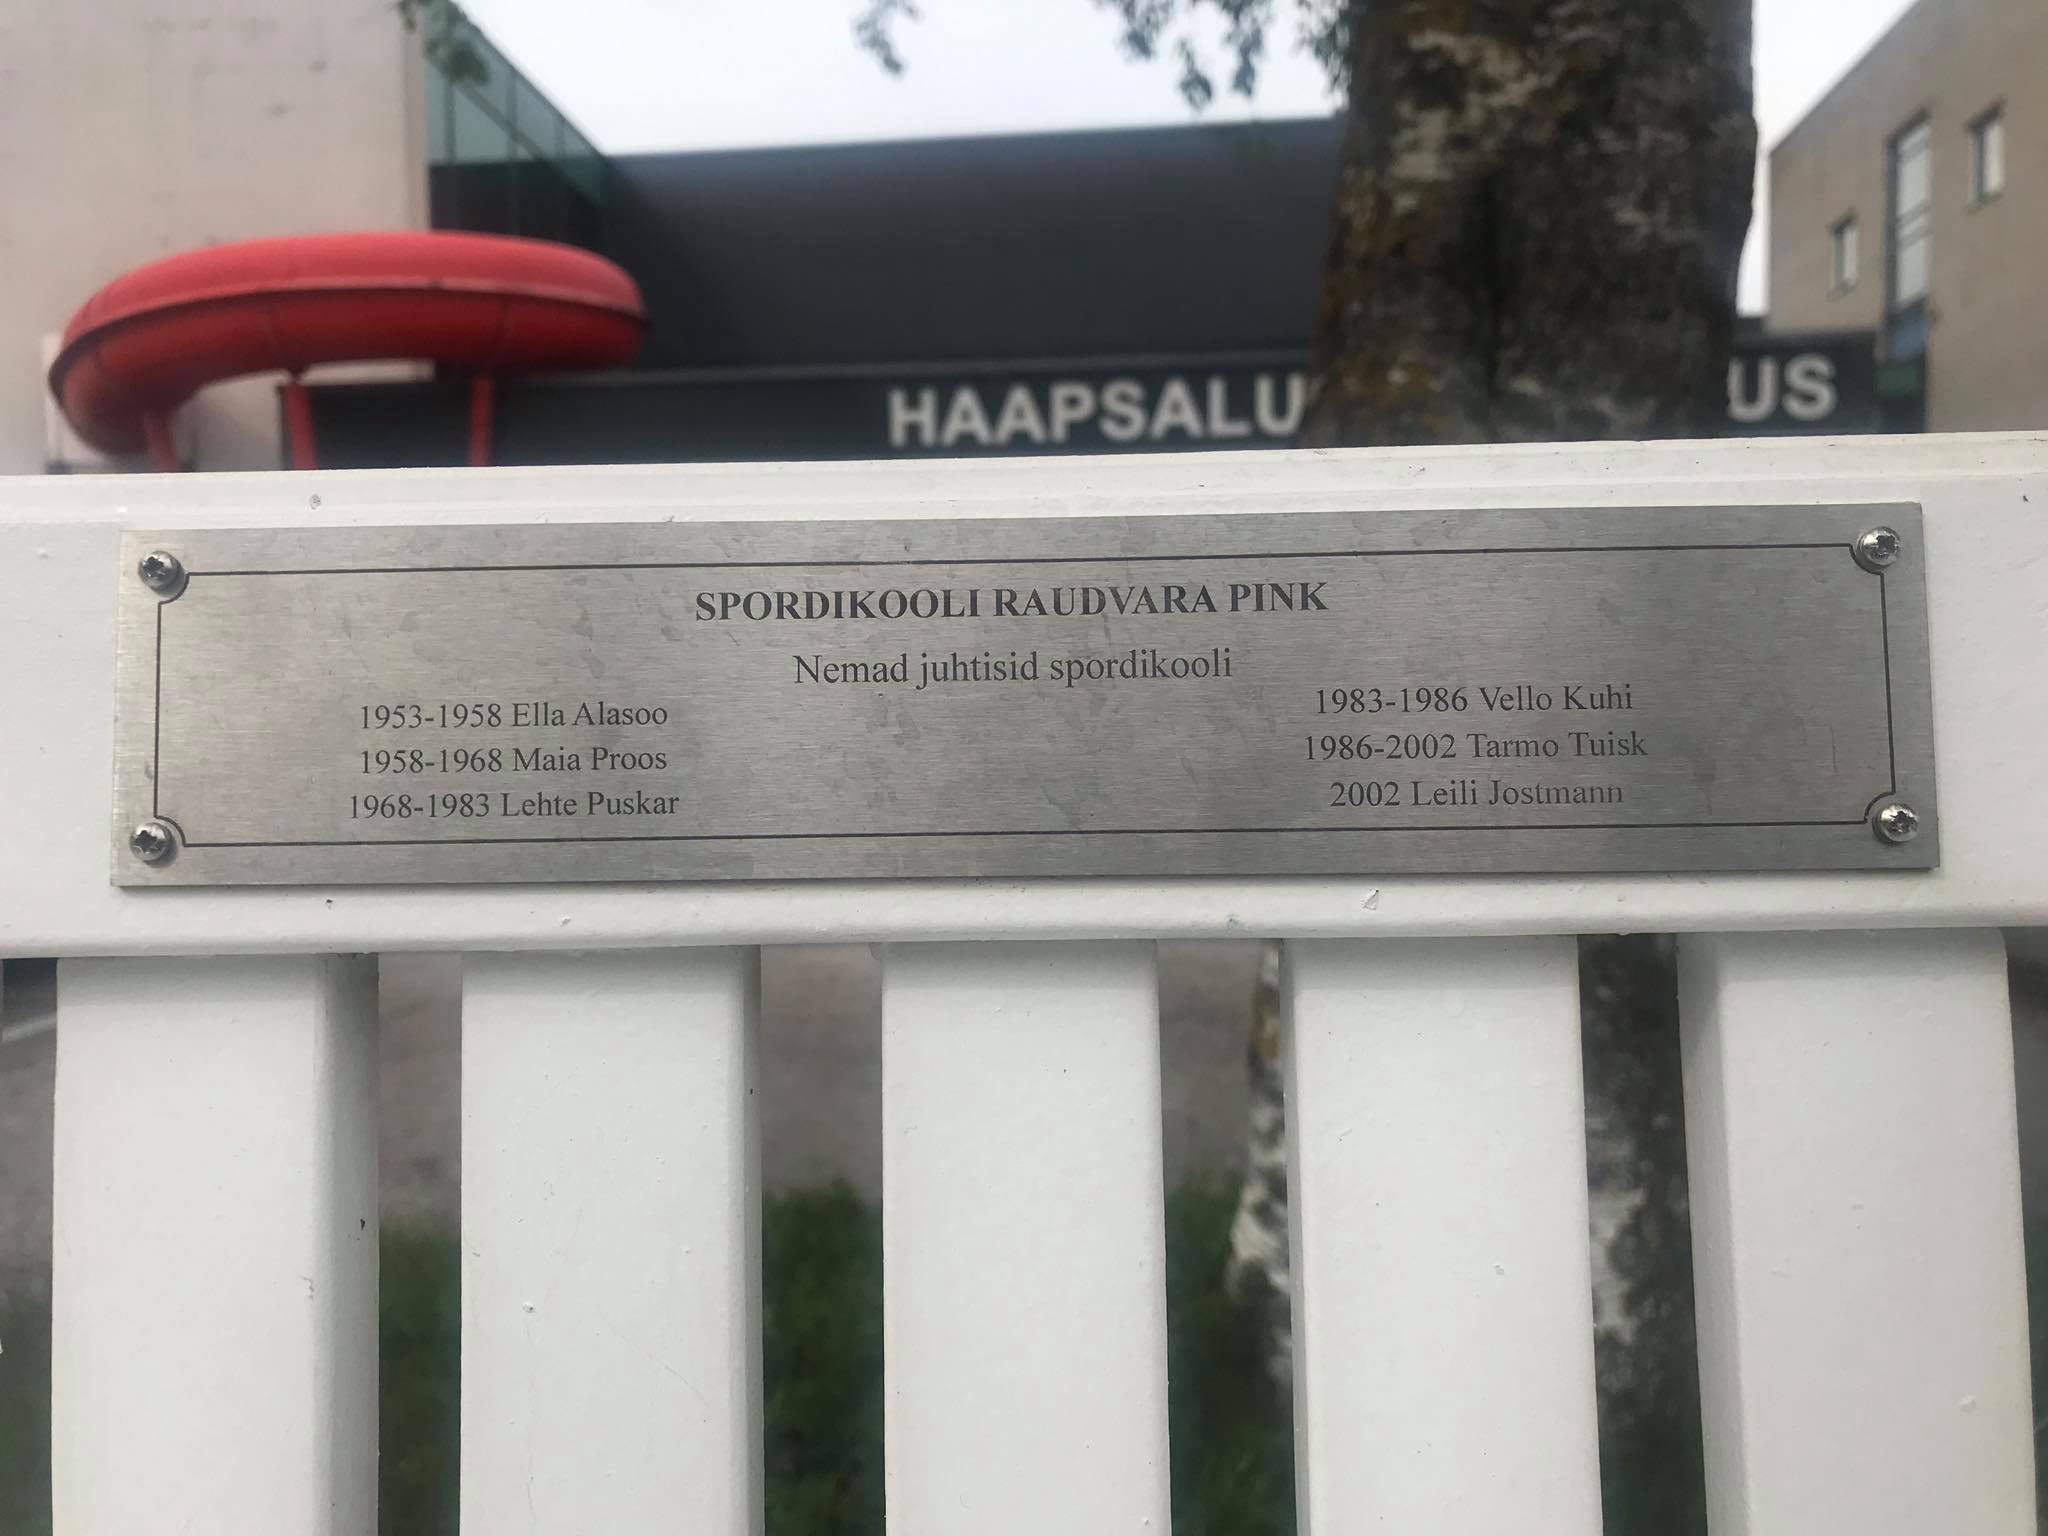 HAAPSALU US
SPORDIKOOLI RAUDVARA PINK
Nemad juhtisid spordikooli
1953-1958 Ella Alasoo
1958-1968 Maia Proos
1968-1983 Lehte Puskar
1983-1986 Vello Kuhi
1986-2002 Tarmo Tuisk
2002 Leili Jostmann